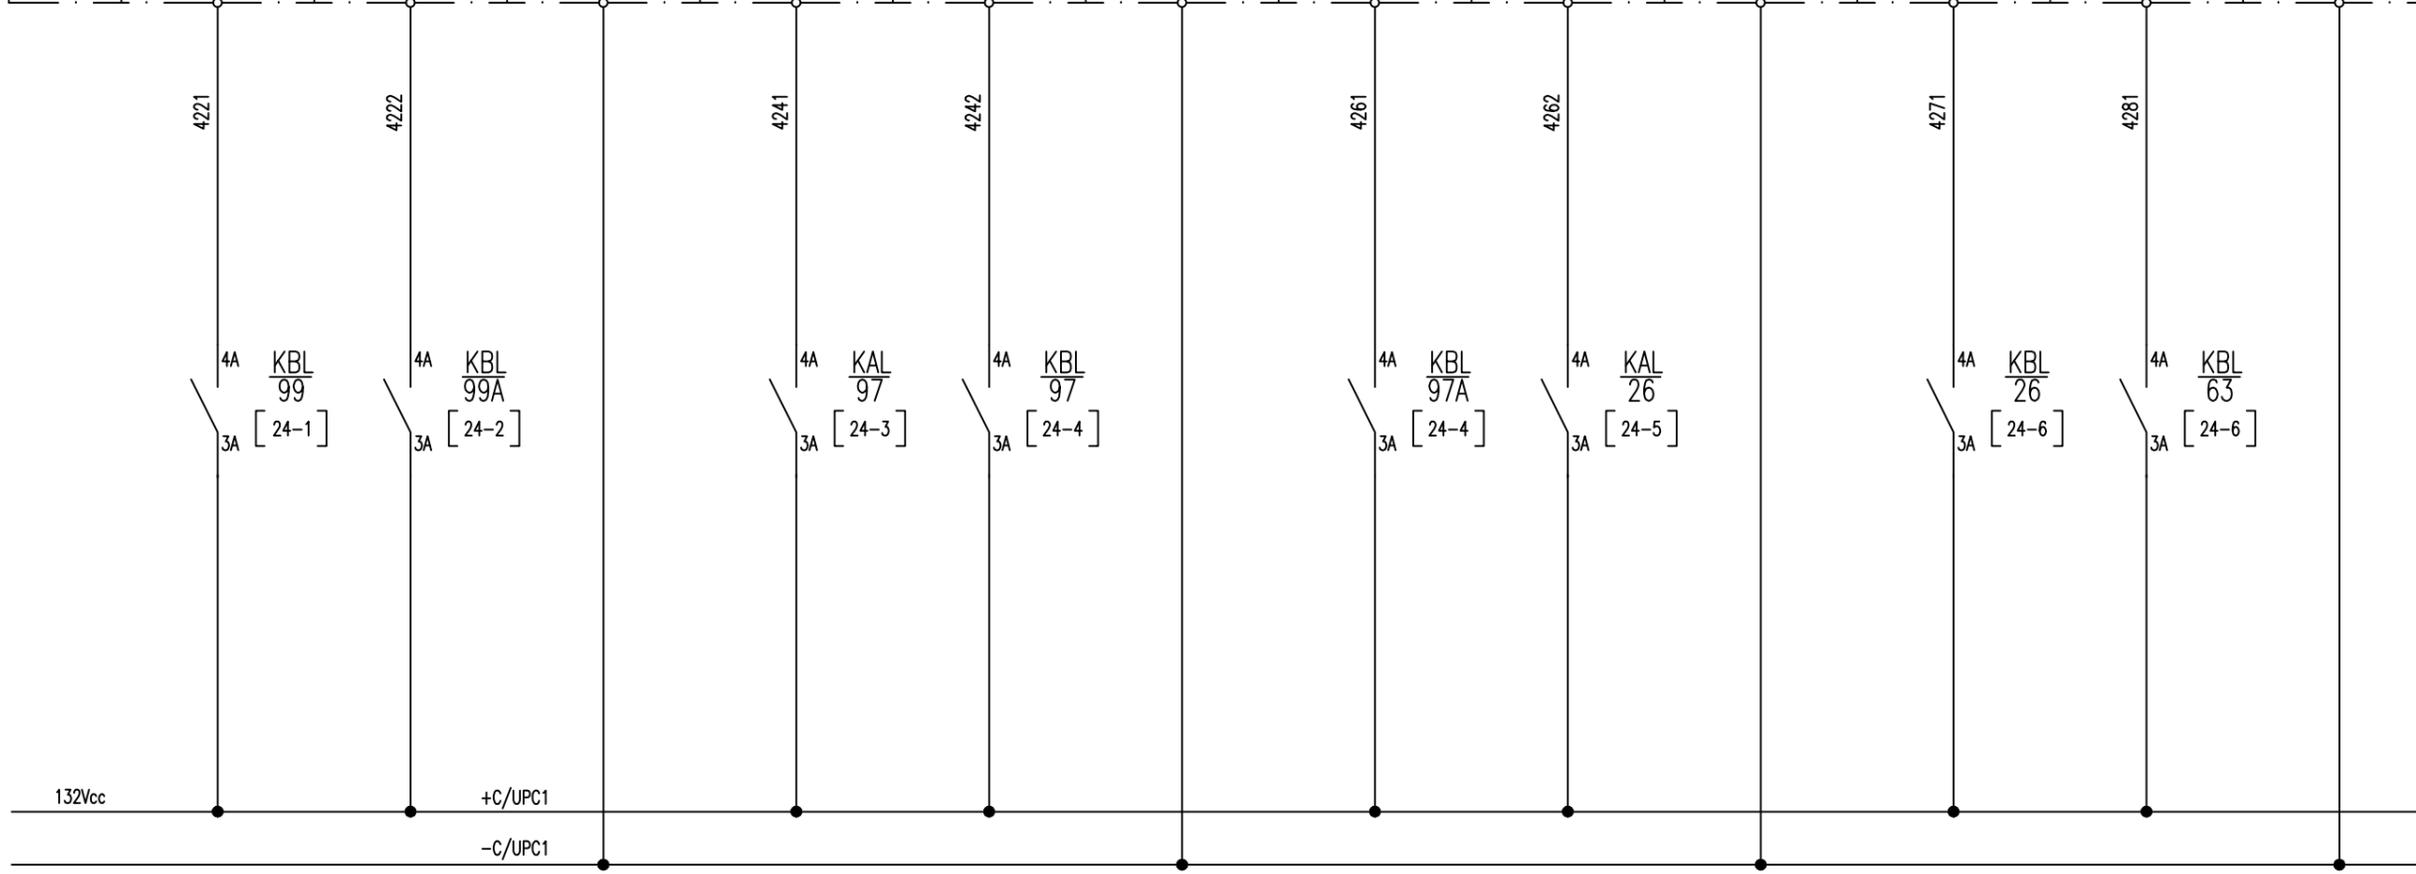 4221
4222
4241
4242
4261
4262
4271
4281
4A KBL
99
3A [24-1]
4A KBL
99A
3A [24-2]
4A KAL
97
3A [24-3]
4A KBL
97
3A [24-4]
4A KBL
97A
3A [24-4]
4A KAL
26
3A [24-5]
4A KBL
26
3A [24-6]
4A KBL
63
3A [24-6]
132Vcc
+C/UPC1
-C/UPC1